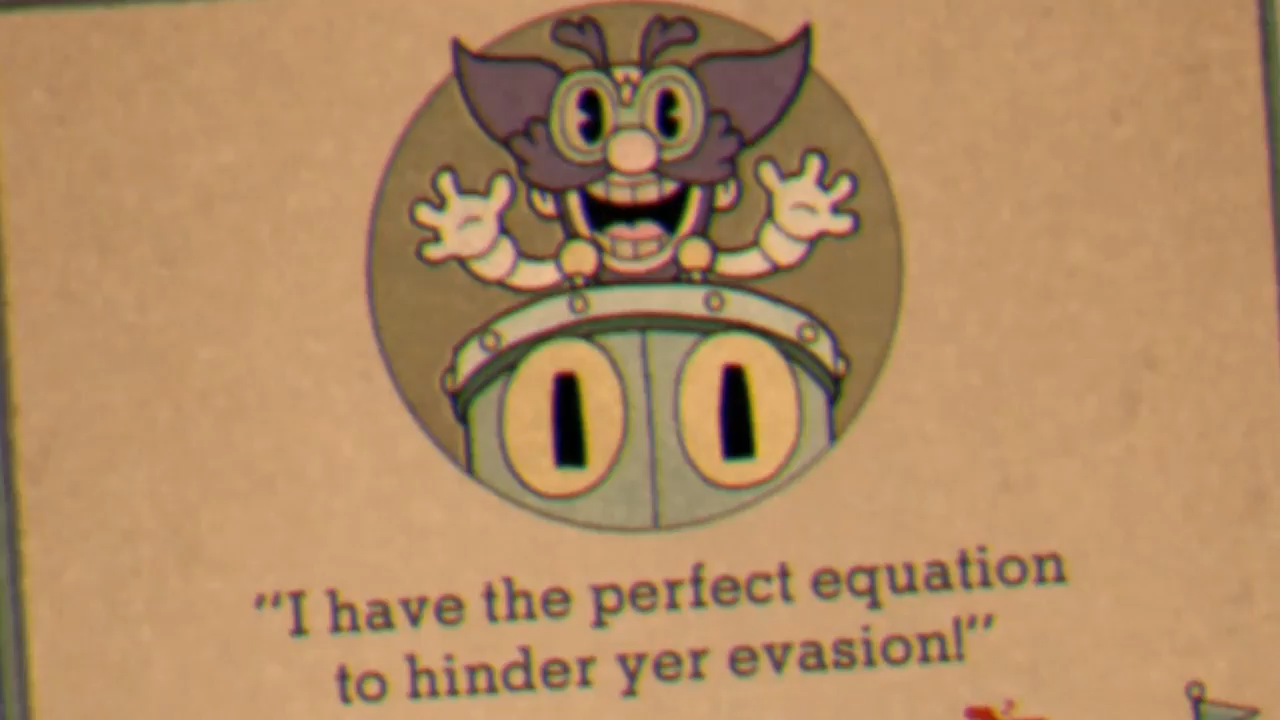 “I have the perfect equation
to hinder yer evasion!”